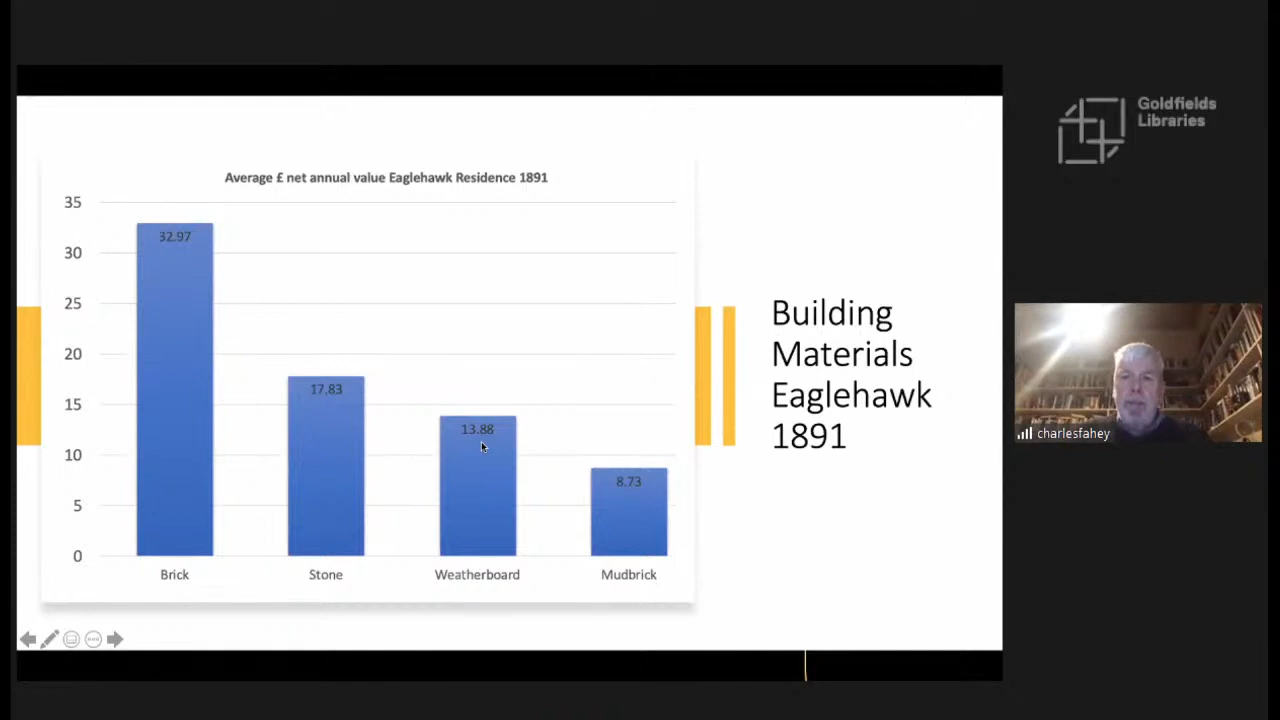 Average £ net annual value Eaglehawk Residence 1891
35
30
25
20
15
10
5
0
32.97
17.83
13.88
8.73
Brick Stone Weatherboard Mudbrick
Building
Materials
Eaglehawk
1891
Goldfields
Libraries
charlesfahey